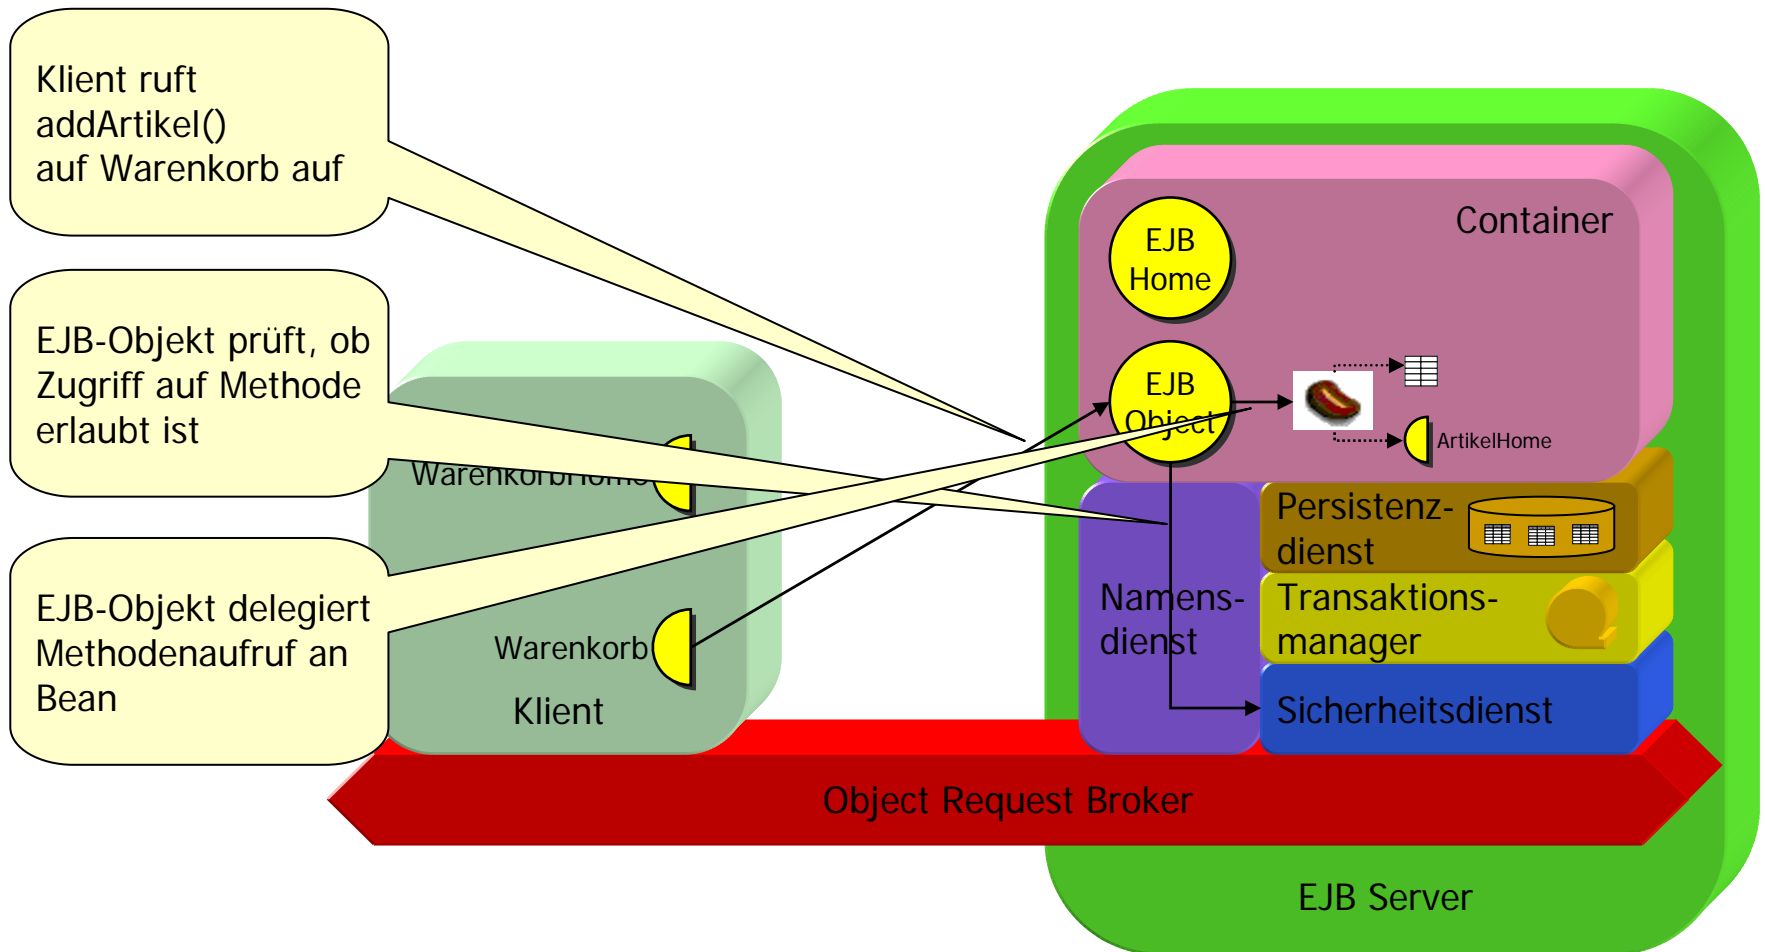 Klient ruft
addArtikel()
auf Warenkorb auf
EJB-Objekt prüft, ob
Zugriff auf Methode
erlaubt ist
EJB-Objekt delegiert
Methodenaufruf an
Bean
WarenkorbHome
Warenkorb
Klient
Container
EJB
Home
EJB
Object
ArtikelHome
Namens-
dienst
Persistenz-
dienst
Transaktions-
manager
Sicherheitsdienst
Object Request Broker
EJB Server